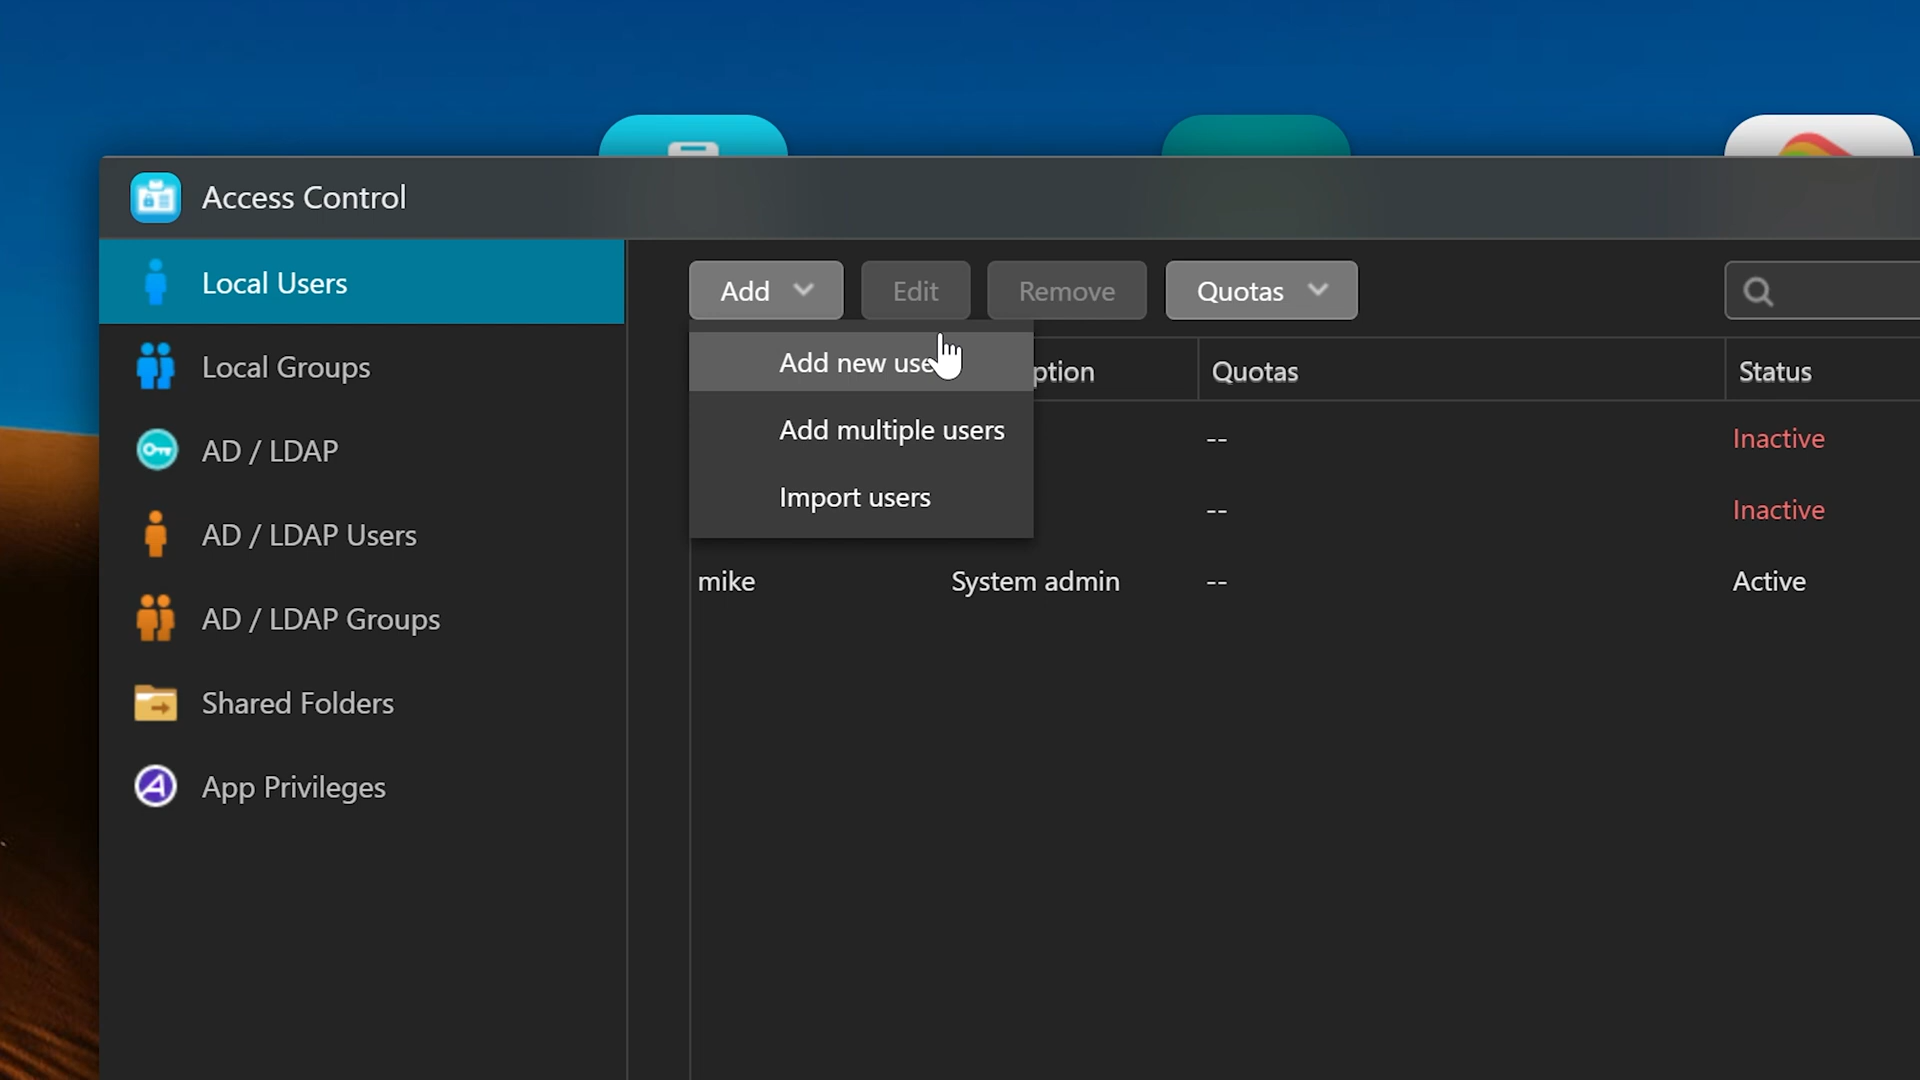 Access Control
Local Users
Local Groups
AD / LDAP
AD / LDAP Users
AD / LDAP Groups
Shared Folders
App Privileges
Add Edit Remove Quotas
Add new use
Add multiple users
Import users
ption Quotas Status
-- Inactive
-- Inactive
mike System admin -- Active